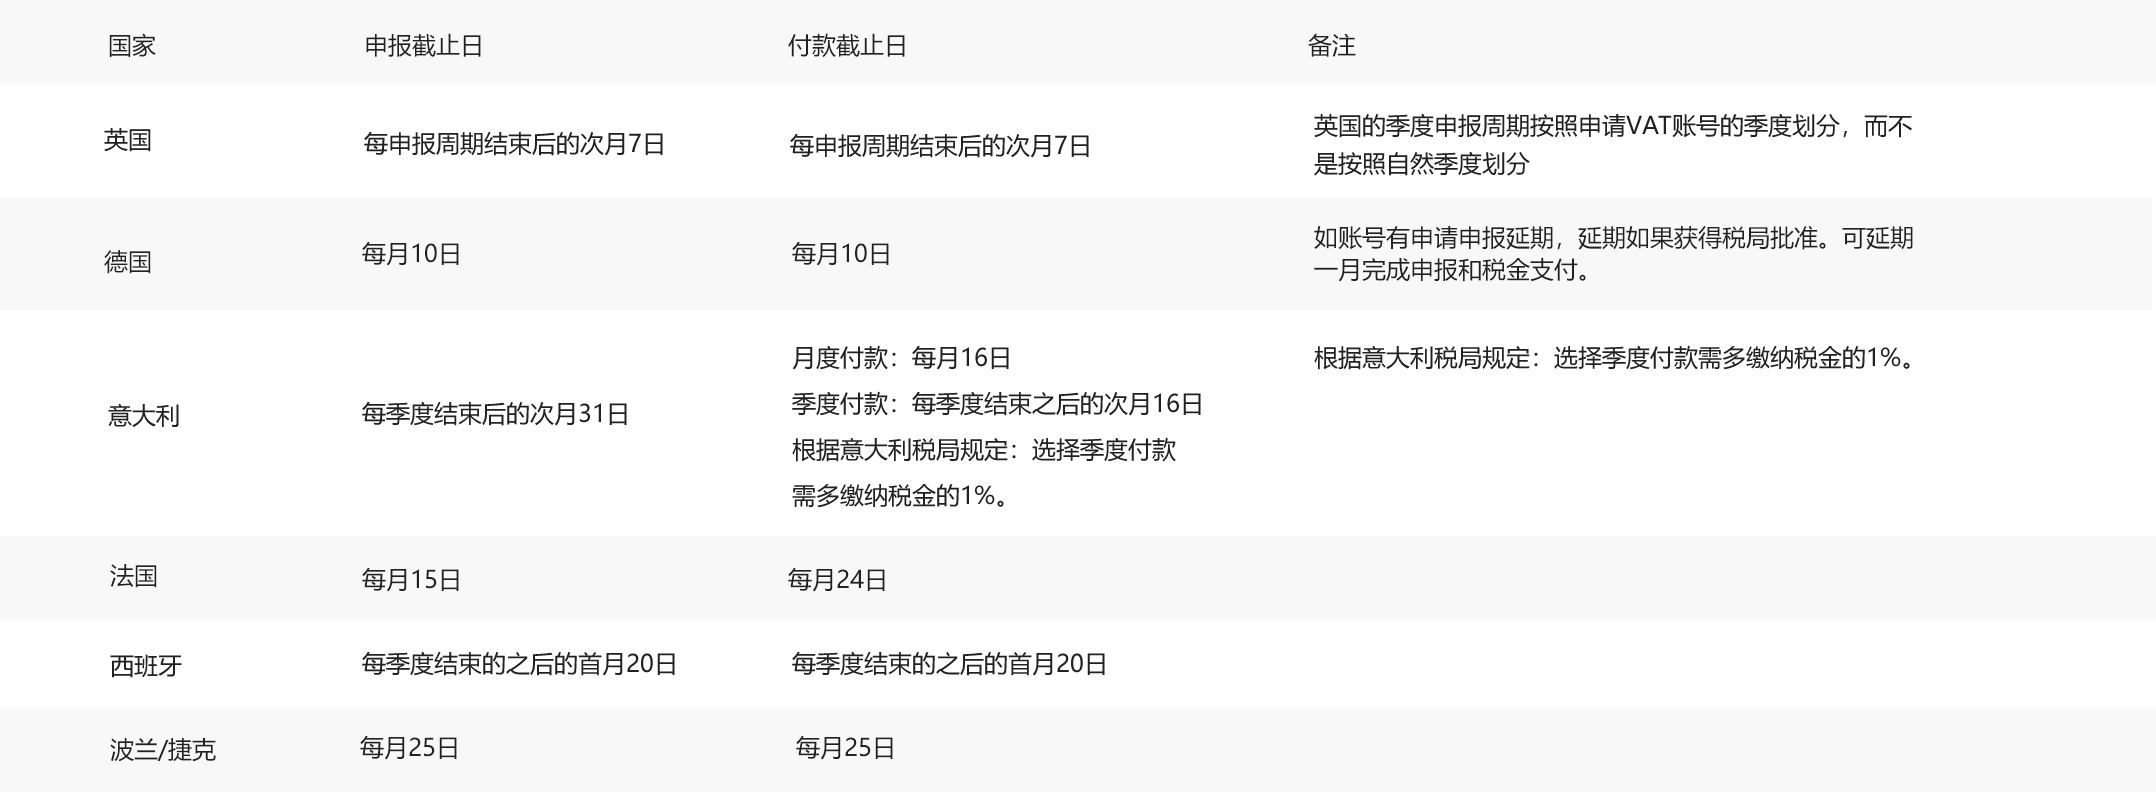 国家 申报截止日 付款截止日 备注
英国 每申报周期结束后的次月7日 每申报周期结束后的次月7日 英国的季度申报周期按照申请VAT账号的季度划分，而不
是按照自然季度划分
德国 每月10日 每月10日 如账号有申请申报延期，延期如果获得税局批准。可延期
一月完成申报和税金支付。
意大利 每季度结束后的次月31日 月度付款：每月16日 根据意大利税局规定：选择季度付款需多缴纳税金的1%。
季度付款：每季度结束之后的次月16日
根据意大利税局规定：选择季度付款
需多缴纳税金的1%。
法国 每月15日 每月24日
西班牙 每季度结束的之后的首月20日 每季度结束的之后的首月20日
波兰/捷克 每月25日 每月25日